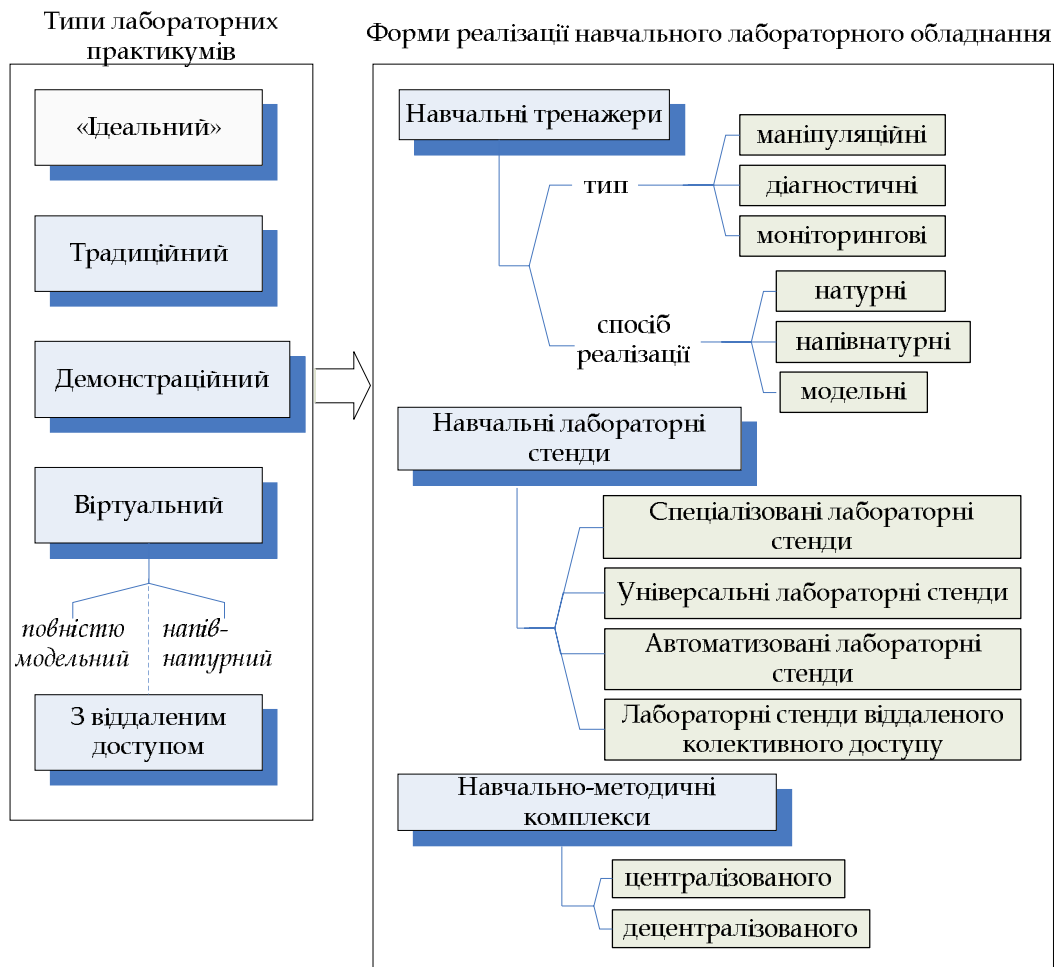 Типи лабораторних
практикумів
«Ідеальний»
Традиційний
Демонстраційний
Віртуальний
повністю
модельний
напів-
натурний
З віддаленим
доступом
Форми реалізації навчального лабораторного обладнання
Навчальні тренажери
тип
маніпуляційні
діагностичні
моніторингові
спосіб
реалізації
натурні
напівнатурні
модельні
Навчальні лабораторні
стенди
Спеціалізовані лабораторні
стенди
Універсальні лабораторні стенди
Автоматизовані лабораторні
стенди
Лабораторні стенди віддаленого
колективного доступу
Навчально-методичні
комплекси
централізованого
децентралізованого